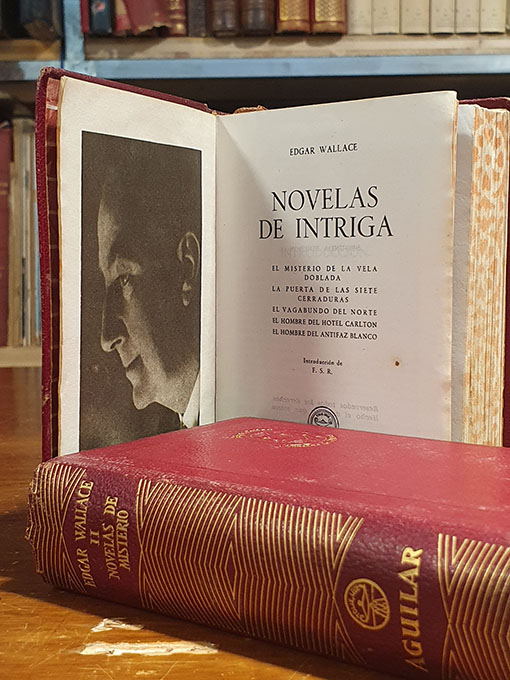 EDGAR WALLACE
NOVELAS
DE INTRIGA
EL MISTERIO DE LA VELA
DOBLADA
LA PUERTA DE LAS SIETE
CERRADURAS
EL VAGABUNDO DEL NORTE
EL HOMBRE DEL HOTEL CARLTON
EL HOMBRE DEL ANTIFAZ BLANCO
Introducción de
F. S. R.
EDGAR WALLACE
II
NOVELAS DE
MISTERIO
AGUILAR